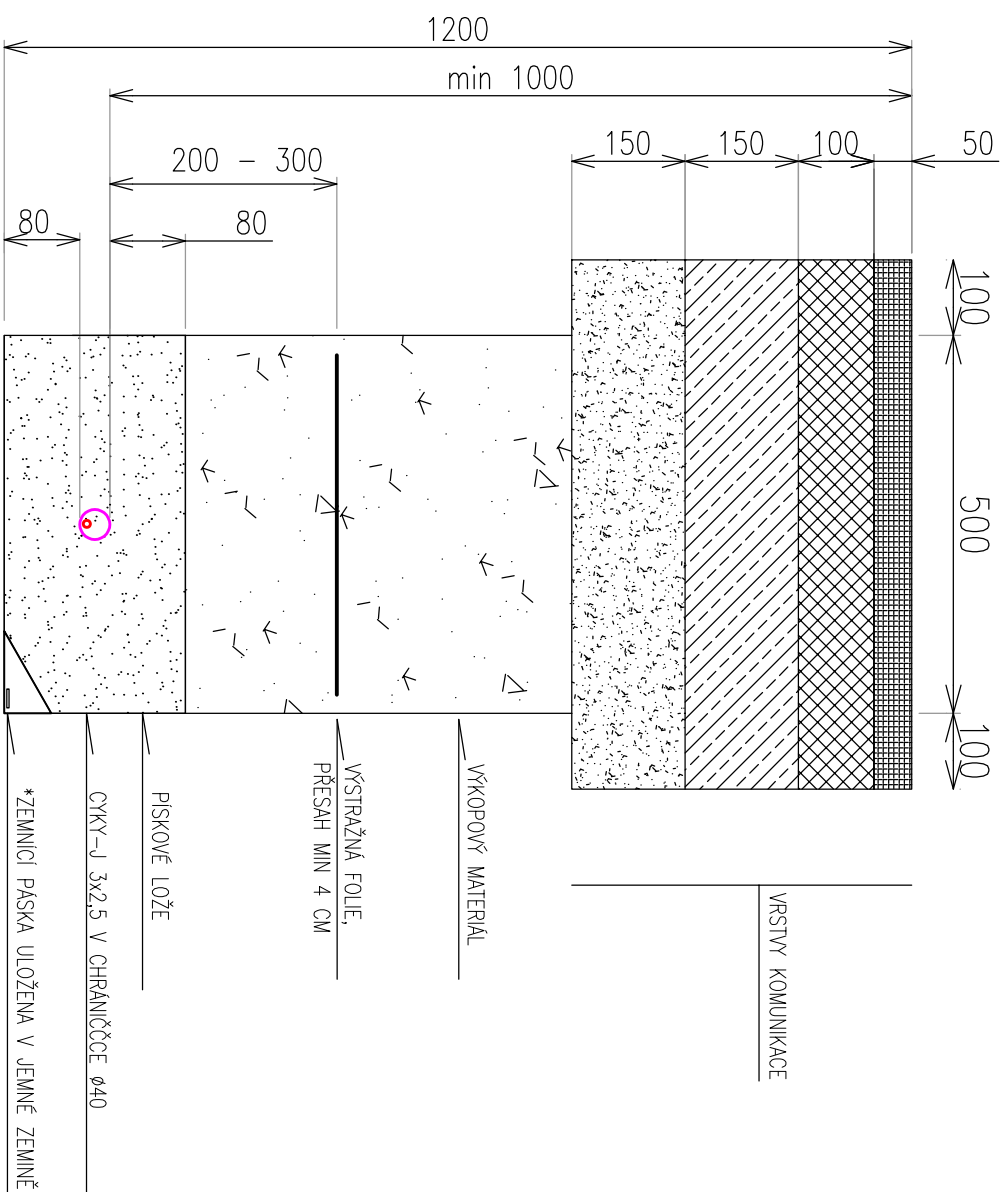 1200
min 1000
200 - 300
80
80
150
150
100
50
100
500
100
VRSTVY KOMUNIKACE
VÝKOPOVÝ MATERIÁL
VÝSTRAŽNÁ FOLIE,
PŘESAH MIN 4 CM
PÍSKOVÉ LOŽE
CYKY-J 3x2,5 V CHRÁNIČČCE ø40
*ZEMNÍCÍ PÁSKA ULOŽENA V JEMNÉ ZEMINĚ